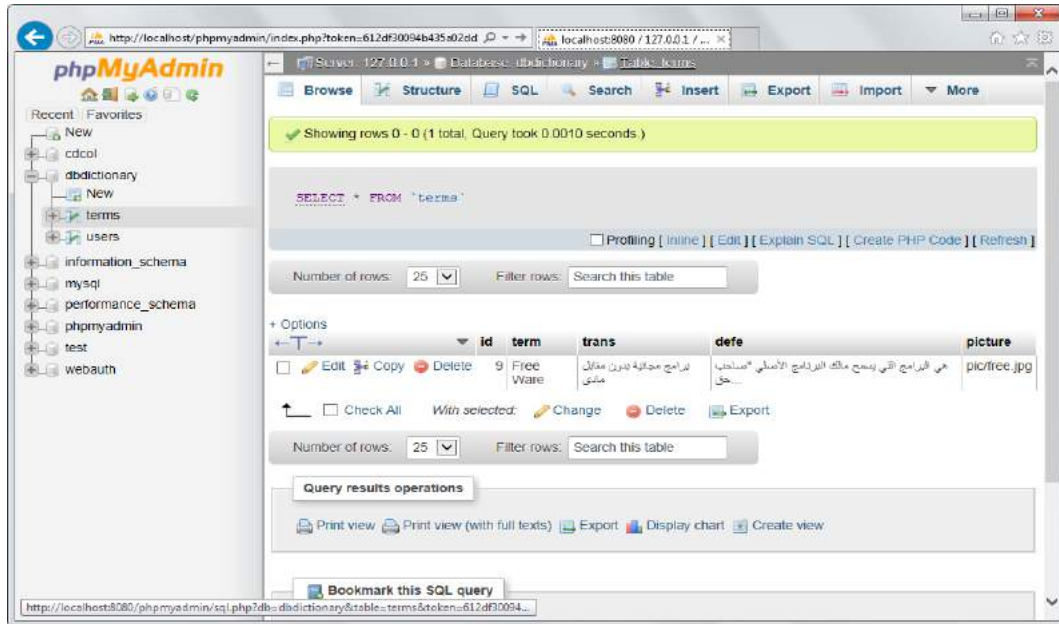 http://localhost/phpmyadmin/index.php?token=612df30094b435a02dd
localhost:8080 / 127.0.0.1 / ...
phpMyAdmin
Recent Favorites
New
cdcol
dbdictionary
New
terms
users
information_schema
mysql
performance_schema
phpmyadmin
test
webauth
Server: 127.0.0.1 » Database: dbdictionary » Table: terms
Browse Structure SQL Search Insert Export Import More
Showing rows 0 - 0 (1 total, Query took 0.0010 seconds.)
SELECT * FROM `terms`
Profiling [ Inline ] [ Edit ] [ Explain SQL ] [ Create PHP Code ] [ Refresh ]
Number of rows: 25 Filter rows: Search this table
+ Options
id term trans defe picture
Edit Copy Delete 9 Free برامج مجانية بدون مقابل هي البرامج التي يسمح مالك البرنامج الأصلي "صاحب pic/free.jpg
Ware مادي حق...
Check All With selected: Change Delete Export
Number of rows: 25 Filter rows: Search this table
Query results operations
Print view Print view (with full texts) Export Display chart Create view
Bookmark this SQL query
http://localhost:8080/phpmyadmin/sql.php?db=dbdictionary&table=terms&token=612df30094...